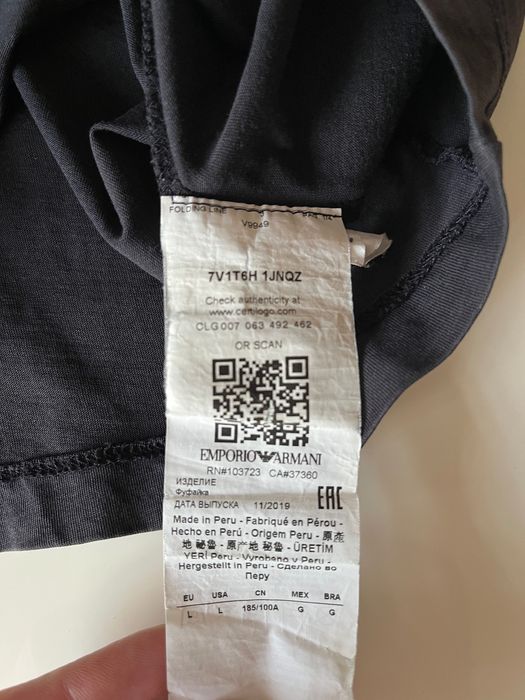 FOLDING LINE
V9949
7V1T6H 1JNQZ
Check authenticity at
www.certilogo.com
CLG 007 063 492 462
OR SCAN
EMPORIO ARMANI
RN#103723 CA#37360
ИЗДЕЛИЕ
Фуфайка
ДАТА ВЫПУСКА 11/2019 EAC
Made in Peru - Fabriqué en Pérou -
Hecho en Perú - Origem Peru - 原產
地 秘魯 - 原产地 秘鲁 - ÜRETİM
YERİ Peru - Vyrobeno v Peru -
Hergestellt in Peru - Сделано во
Перу
EU USA CN MEX BRA
L L 185/100A G G